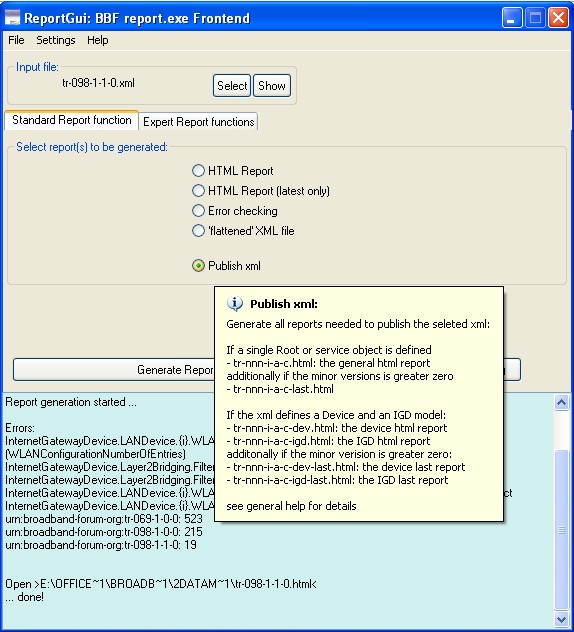 ReportGui: BBF report.exe Frontend
File Settings Help
Input file:
tr-098-1-1-0.xml
Select Show
Standard Report function Expert Report functions
Select report(s) to be generated:
HTML Report
HTML Report (latest only)
Error checking
'flattened' XML file
Publish xml
Publish xml:
Generate all reports needed to publish the seleted xml:
If a single Root or service object is defined
- tr-nnn-i-a-c.html: the general html report
additionally if the minor versions is greater zero
- tr-nnn-i-a-c-last.html
If the xml defines a Device and an IGD model:
- tr-nnn-i-a-c-dev.html: the device html report
- tr-nnn-i-a-c-igd.html: the IGD html report
additonally if the minor version is greater zero:
- tr-nnn-i-a-c-dev-last.html: the device last report
- tr-nnn-i-a-c-igd-last.html: the IGD last report
see general help for details
Generate Repor
Report generation started ...
Errors:
InternetGatewayDevice.LANDevice.{i}.WLA
(WLANConfigurationNumberOfEntries)
InternetGatewayDevice.Layer2Bridging.Filter
InternetGatewayDevice.Layer2Bridging.Filter
InternetGatewayDevice.LANDevice.{i}.WLA
InternetGatewayDevice.LANDevice.{i}.WLA ct
urn:broadband-forum-org:tr-069-1-0-0: 523
urn:broadband-forum-org:tr-098-1-0-0: 215
urn:broadband-forum-org:tr-098-1-1-0: 19
Open >E:\OFFICE~1\BROADB~1\2DATAM~1\tr-098-1-1-0.html<
... done!